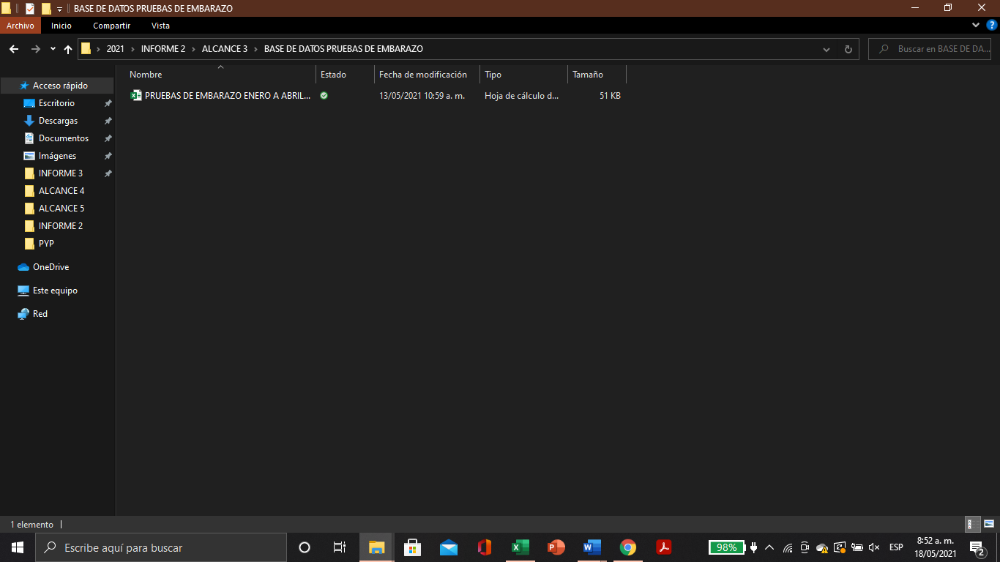 BASE DE DATOS PRUEBAS DE EMBARAZO
Archivo Inicio Compartir Vista
2021 > INFORME 2 > ALCANCE 3 > BASE DE DATOS PRUEBAS DE EMBARAZO
Buscar en BASE DE DA...
Nombre Estado Fecha de modificación Tipo Tamaño
PRUEBAS DE EMBARAZO ENERO A ABRIL... 13/05/2021 10:59 a. m. Hoja de cálculo d... 51 KB
Acceso rápido
Escritorio
Descargas
Documentos
Imágenes
INFORME 3
ALCANCE 4
ALCANCE 5
INFORME 2
PYP
OneDrive
Este equipo
Red
1 elemento
Escribe aquí para buscar
98%
ESP
8:52 a. m.
18/05/2021
2